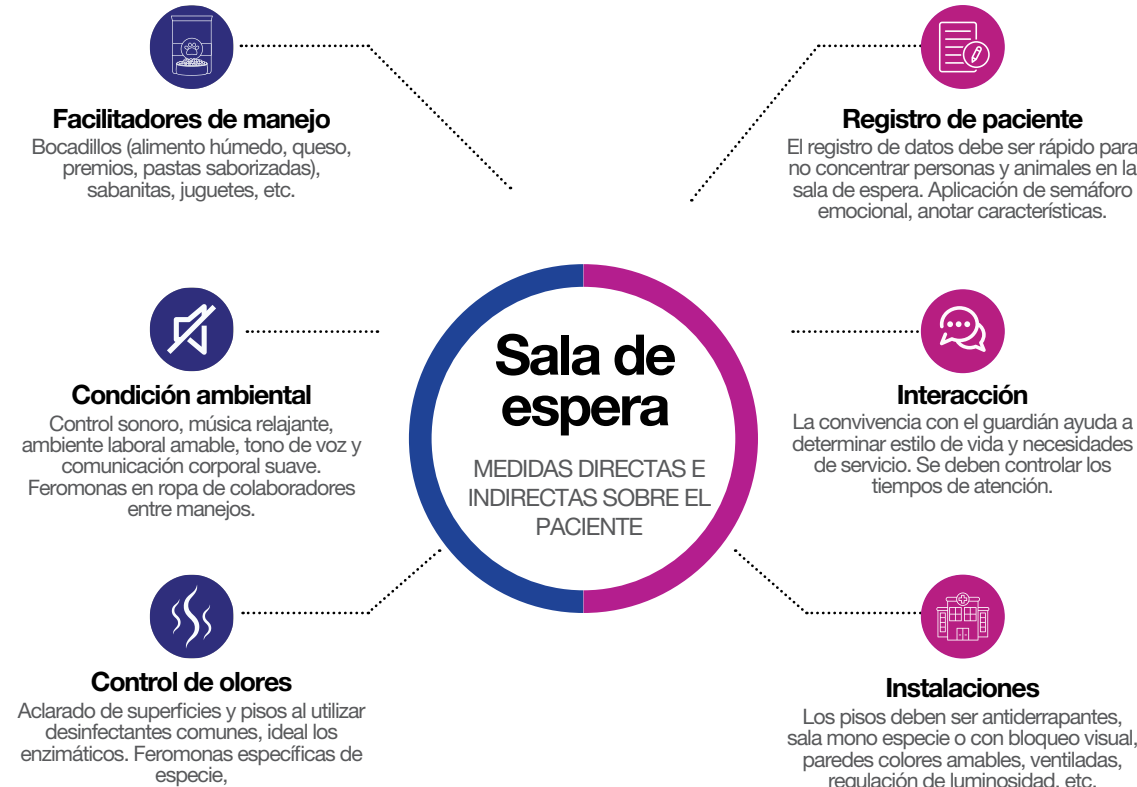 Facilitadores de manejo
Bocadillos (alimento húmedo, queso,
premios, pastas saborizadas),
sabanitas, juguetes, etc.
Registro de paciente
El registro de datos debe ser rápido para
no concentrar personas y animales en la
sala de espera. Aplicación de semáforo
emocional, anotar características.
Condición ambiental
Control sonoro, música relajante,
ambiente laboral amable, tono de voz y
comunicación corporal suave.
Feromonas en ropa de colaboradores
entre manejos.
Sala de
espera
MEDIDAS DIRECTAS E
INDIRECTAS SOBRE EL
PACIENTE
Interacción
La convivencia con el guardián ayuda a
determinar estilo de vida y necesidades
de servicio. Se deben controlar los
tiempos de atención.
Control de olores
Aclarado de superficies y pisos al utilizar
desinfectantes comunes, ideal los
enzimáticos. Feromonas específicas de
especie,
Instalaciones
Los pisos deben ser antiderrapantes,
sala mono especie o con bloqueo visual,
paredes colores amables, ventiladas,
regulación de luminosidad, etc.